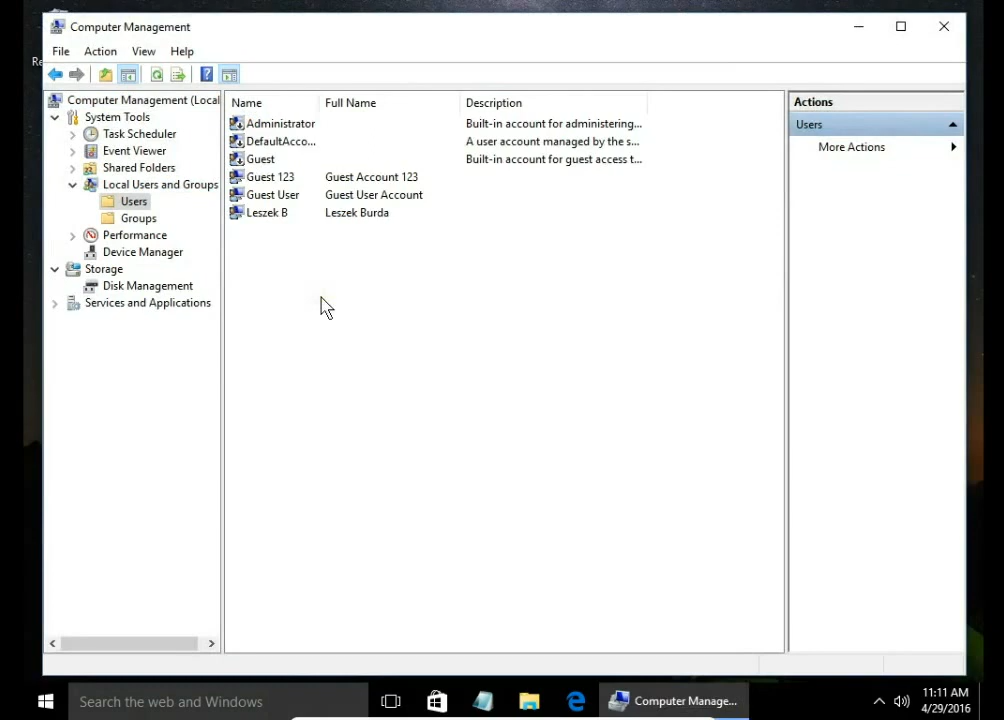 Computer Management
File Action View Help
Computer Management (Local
System Tools
Task Scheduler
Event Viewer
Shared Folders
Local Users and Groups
Users
Groups
Performance
Device Manager
Storage
Disk Management
Services and Applications
Name Full Name Description
Administrator Built-in account for administering...
DefaultAcco... A user account managed by the s...
Guest Built-in account for guest access t...
Guest 123 Guest Account 123
Guest User Guest User Account
Leszek B Leszek Burda
Actions
Users
More Actions
Re
Search the web and Windows
Computer Manage...
11:11 AM
4/29/2016